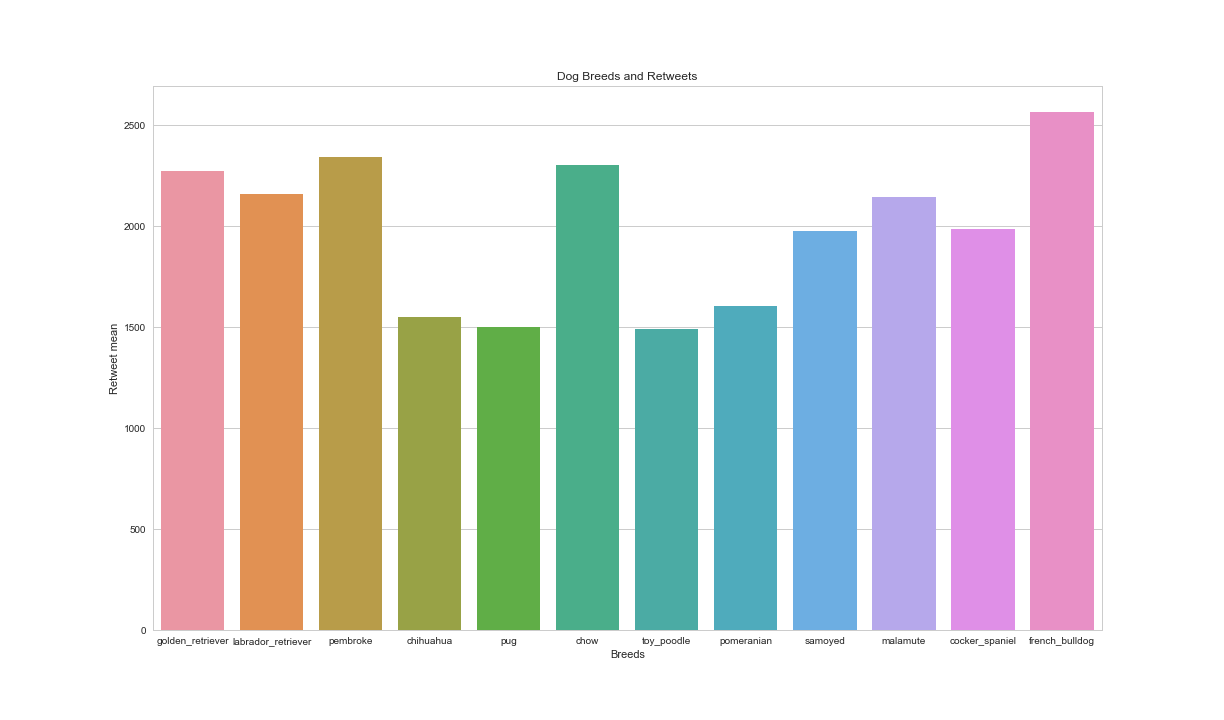 Dog Breeds and Retweets
2500
2000
1500
1000
500
0
Retweet mean
golden_retriever labrador_retriever pembroke chihuahua pug chow toy_poodle pomeranian samoyed malamute cocker_spaniel french_bulldog
Breeds